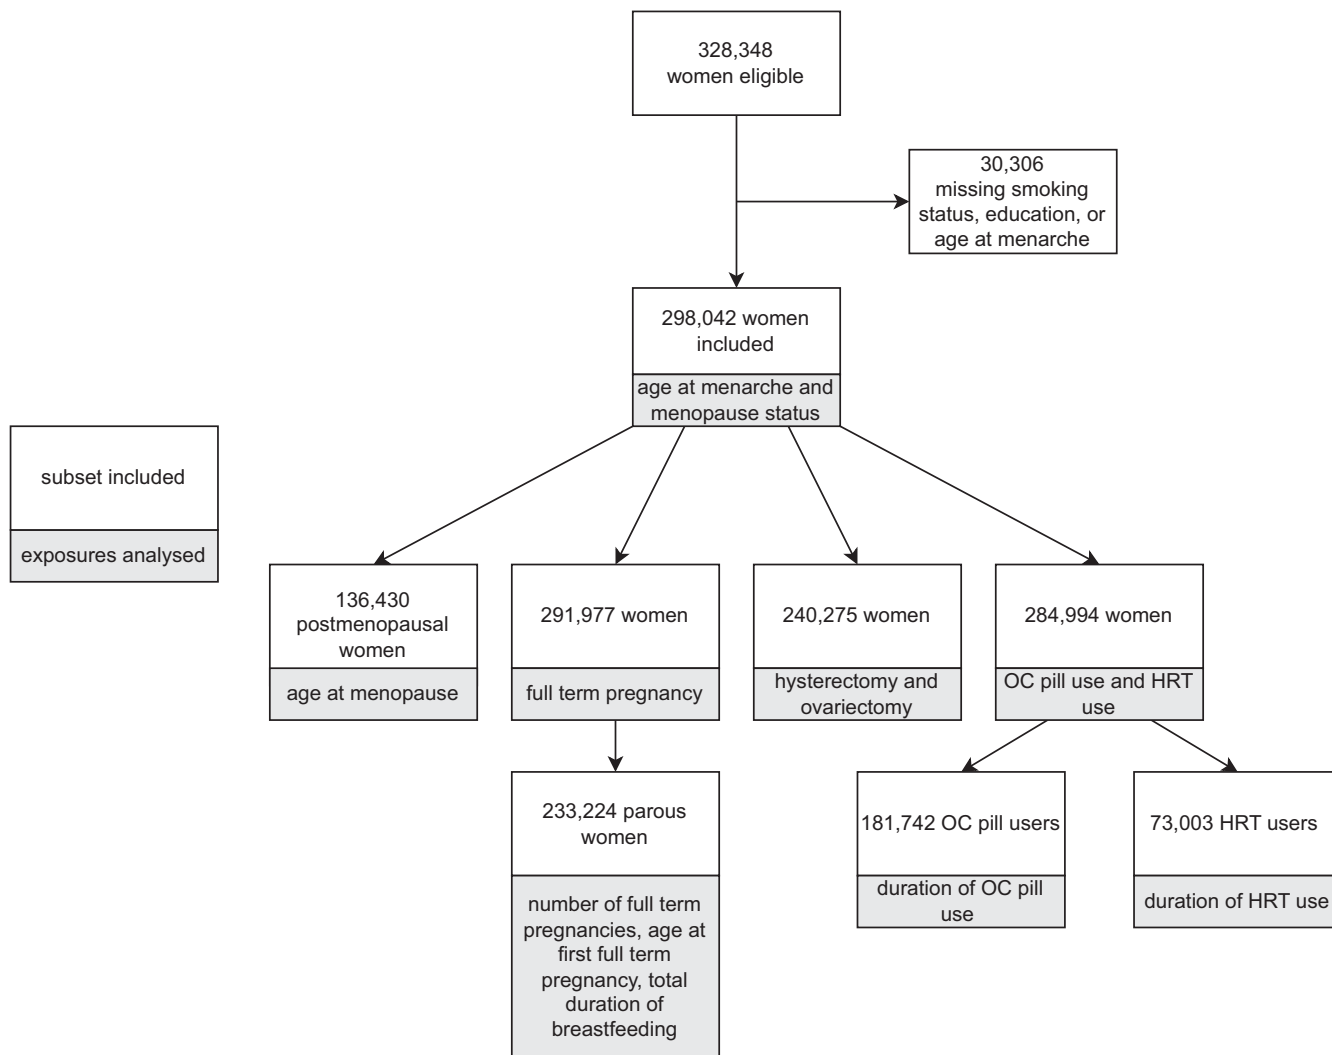 328,348
women eligible
30,306
missing smoking
status, education, or
age at menarche
298,042 women
included
age at menarche and
menopause status
subset included
exposures analysed
136,430
postmenopausal
women
age at menopause
291,977 women
full term pregnancy
240,275 women
hysterectomy and
ovariectomy
284,994 women
OC pill use and HRT
use
233,224 parous
women
number of full term
pregnancies, age at
first full term
pregnancy, total
duration of
breastfeeding
181,742 OC pill users
duration of OC pill
use
73,003 HRT users
duration of HRT use